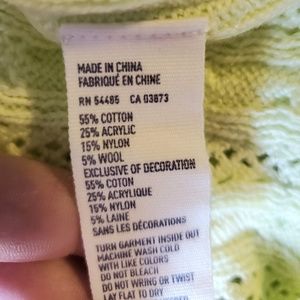 MADE IN CHINA
FABRIQUÉ EN CHINE
RN 54485 CA 03873
55% COTTON
25% ACRYLIC
15% NYLON
5% WOOL
EXCLUSIVE OF DECORATION
55% COTON
25% ACRYLIQUE
15% NYLON
5% LAINE
SANS LES DÉCORATIONS
TURN GARMENT INSIDE OUT
MACHINE WASH COLD
WITH LIKE COLORS
DO NOT BLEACH
DO NOT WRING OR TWIST
LAY FLAT TO DRY